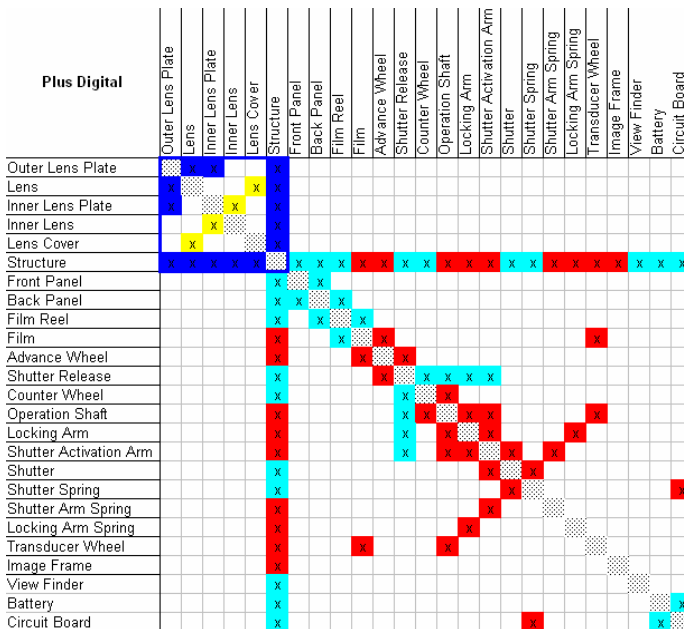 Plus Digital
Outer Lens Plate
Lens
Inner Lens Plate
Inner Lens
Lens Cover
Structure
Front Panel
Back Panel
Film Reel
Film
Advance Wheel
Shutter Release
Counter Wheel
Operation Shaft
Locking Arm
Shutter Activation Arm
Shutter
Shutter Spring
Shutter Arm Spring
Locking Arm Spring
Transducer Wheel
Image Frame
View Finder
Battery
Circuit Board
Outer Lens Plate x x x
Lens x x x
Inner Lens Plate x x x
Inner Lens x x
Lens Cover x x
Structure x x x x x x x x x x x x x x x x x x x x x x x x
Front Panel x x
Back Panel x x x
Film Reel x x x
Film x x x x
Advance Wheel x x x
Shutter Release x x x x x x
Counter Wheel x x x
Operation Shaft x x x x x x
Locking Arm x x x x x
Shutter Activation Arm x x x x x x
Shutter x x x
Shutter Spring x x x
Shutter Arm Spring x x
Locking Arm Spring x x
Transducer Wheel x x x
Image Frame x
View Finder x
Battery x x
Circuit Board x x x